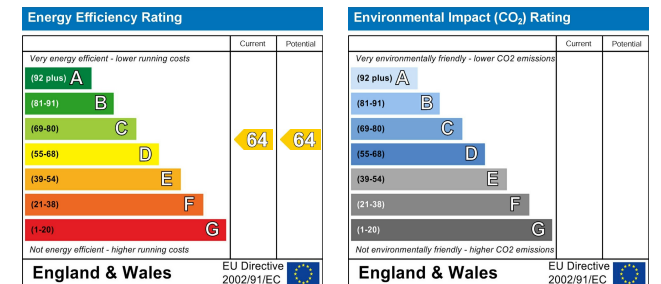 Energy Efficiency Rating
Current Potential
Very energy efficient - lower running costs
(92 plus) A
(81-91) B
(69-80) C
(55-68) D
(39-54) E
(21-38) F
(1-20) G
64 64
Not energy efficient - higher running costs
England & Wales
EU Directive
2002/91/EC
Environmental Impact (CO₂) Rating
Current Potential
Very environmentally friendly - lower CO2 emissions
(92 plus) A
(81-91) B
(69-80) C
(55-68) D
(39-54) E
(21-38) F
(1-20) G
Not environmentally friendly - higher CO2 emissions
England & Wales
EU Directive
2002/91/EC